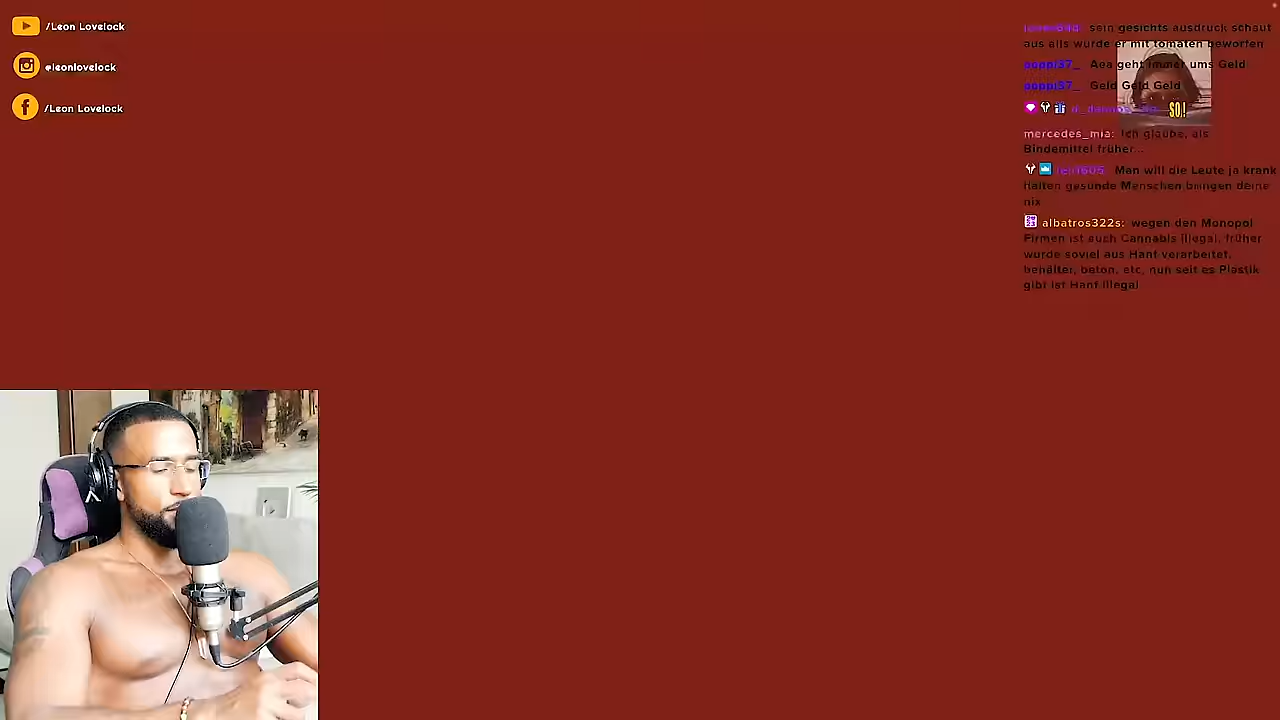 /Leon Lovelock
@leonlovelock
/Leon Lovelock
sein gesichts ausdruck schaut
aus alls würde er mit tomaten beworfen
Aea geht immer ums Geld
Geld Geld Geld
SO!!
mercedes_mia: Ich glaube, als
Bindemittel früher...
Man will die Leute ja krank
halten gesunde Menschen bringen deine
nix
albatros322s: wegen den Monopol
Firmen ist auch Cannabis illegal, früher
wurde soviel aus Hanf verarbeitet,
behälter, beton, etc, nun seit es Plastik
gibt ist Hanf illegal